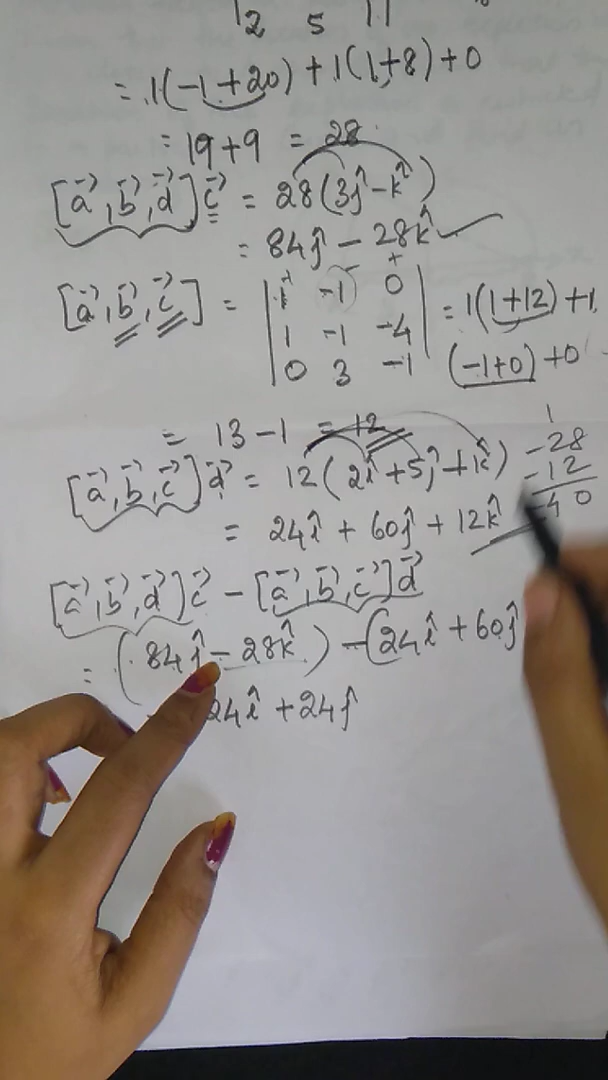 |2 5 1|
= 1(-1+20) + 1(1+8) + 0
= 19+9 = 28
[a⃗, b⃗, d⃗]c⃗ = 28(3ĵ - k̂)
= 84ĵ - 28k̂
[a⃗, b⃗, c⃗] = |1 -1 0| = 1(1+12) + 1
|1 -1 -4|
|0 3 -1| (-1+0) + 0
= 13 - 1 = 12
[a⃗, b⃗, c⃗]d⃗ = 12(2î + 5ĵ + k̂)
= 24î + 60ĵ + 12k̂
1
-28
-12
-40
[a⃗, b⃗, d⃗]c⃗ - [a⃗, b⃗, c⃗]d⃗
= (84ĵ - 28k̂) - (24î + 60ĵ
24î + 24ĵ